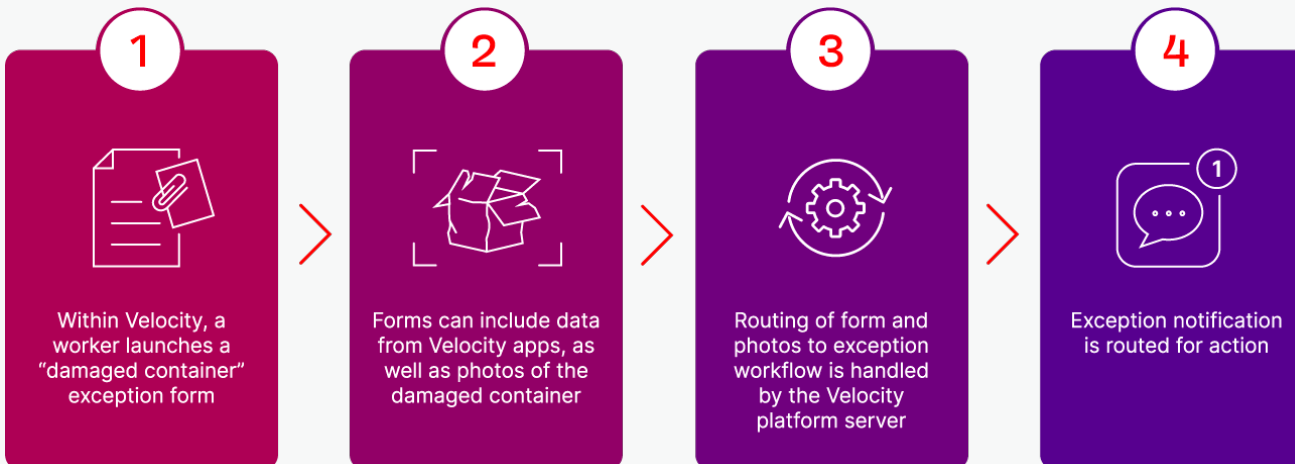 1
Within Velocity, a
worker launches a
“damaged container”
exception form
2
Forms can include data
from Velocity apps, as
well as photos of the
damaged container
3
Routing of form and
photos to exception
workflow is handled
by the Velocity
platform server
4
1
Exception notification
is routed for action